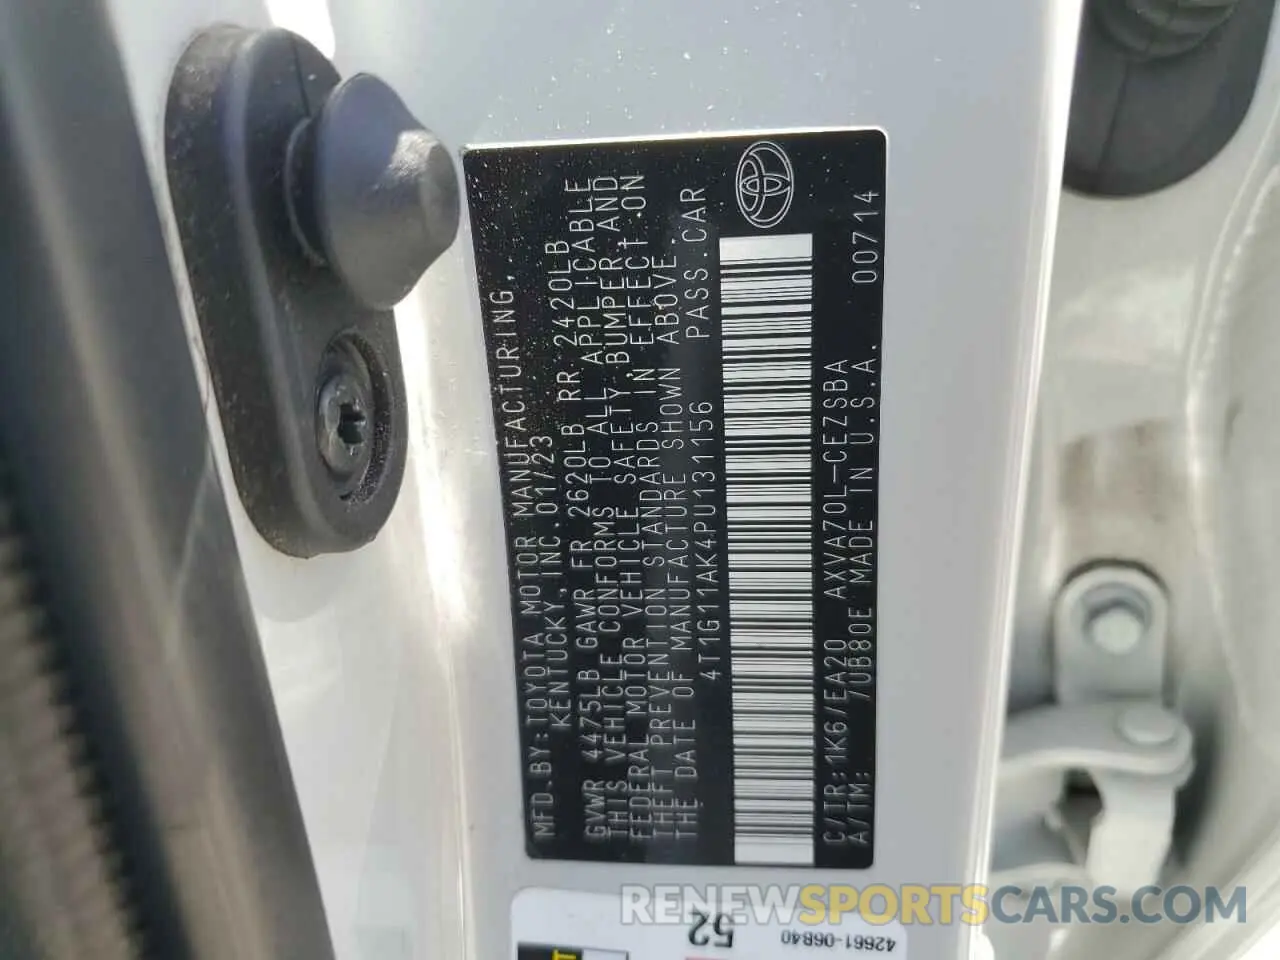 MFD.BY:TOYOTA MOTOR MANUFACTURING,
KENTUCKY,INC.01/23
GVWR 4475LB GAWR FR 2620LB RR 2420LB
THIS VEHICLE CONFORMS TO ALL APPLICABLE
FEDERAL MOTOR VEHICLE SAFETY,BUMPER,AND
THEFT PREVENTION STANDARDS IN EFFECT ON
THE DATE OF MANUFACTURE SHOWN ABOVE.
4T1G11AK4PU131156 PASS.CAR
C/TR:1K6/EA20 AXVA70L-CEZSBA
A/TM: /UB80E MADE IN U.S.A. 00714
52
42661-06B40
RENEWSPORTSCARS.COM